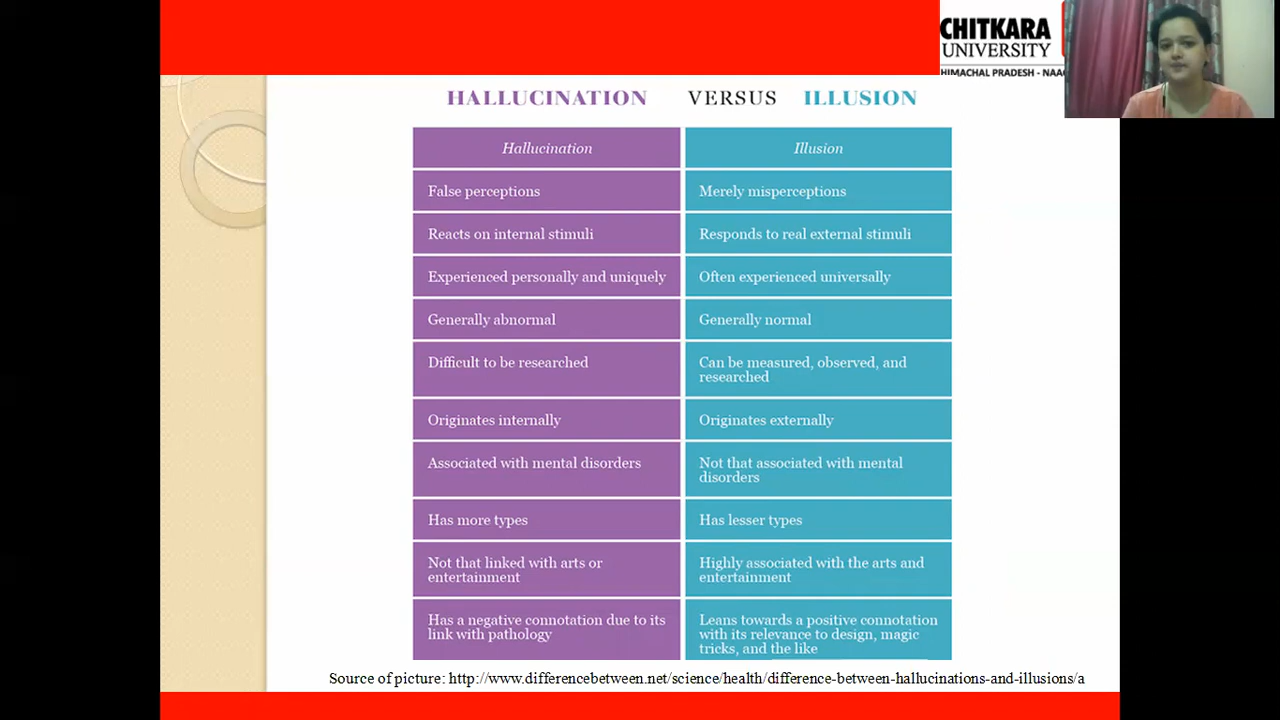 CHITKARA
UNIVERSITY
HIMACHAL PRADESH - NAA
HALLUCINATION VERSUS ILLUSION
Hallucination
Illusion
False perceptions
Merely misperceptions
Reacts on internal stimuli
Responds to real external stimuli
Experienced personally and uniquely
Often experienced universally
Generally abnormal
Generally normal
Difficult to be researched
Can be measured, observed, and
researched
Originates internally
Originates externally
Associated with mental disorders
Not that associated with mental
disorders
Has more types
Has lesser types
Not that linked with arts or
entertainment
Highly associated with the arts and
entertainment
Has a negative connotation due to its
link with pathology
Leans towards a positive connotation
with its relevance to design, magic
tricks, and the like
Source of picture: http://www.differencebetween.net/science/health/difference-between-hallucinations-and-illusions/a